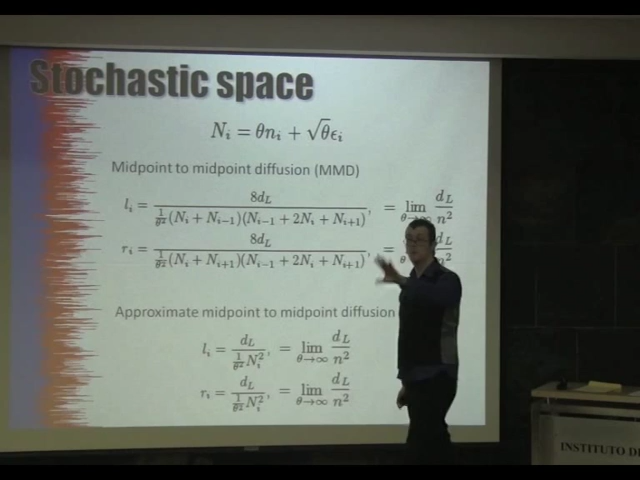 Stochastic space
N_i = θn_i + √θϵ_i
Midpoint to midpoint diffusion (MMD)
l_i = 8d_L / (1/θ² (N_i + N_{i−1})(N_{i−1} + 2N_i + N_{i+1})), = lim_{θ→∞} d_L/n²
r_i = 8d_L / (1/θ² (N_i + N_{i+1})(N_{i−1} + 2N_i + N_{i+1})), = d_L/n²
Approximate midpoint to midpoint diffusion
l_i = d_L / (1/θ² N_i²), = lim_{θ→∞} d_L/n²
r_i = d_L / (1/θ² N_i²), = lim_{θ→∞} d_L/n²
INSTITUTO DE